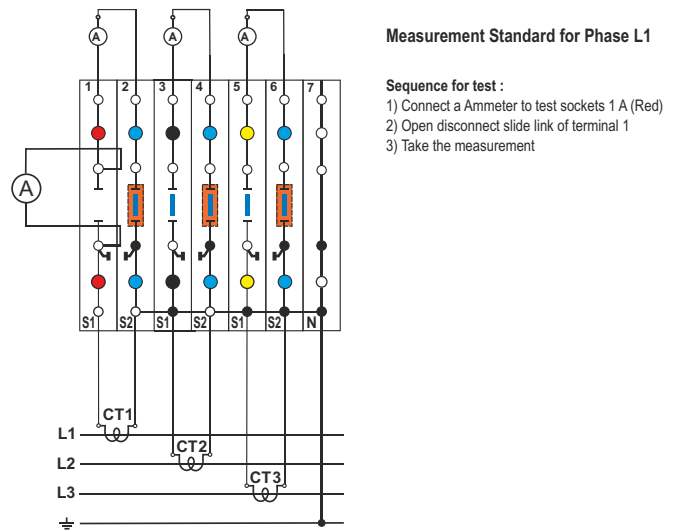 Measurement Standard for Phase L1
Sequence for test :
1) Connect a Ammeter to test sockets 1 A (Red)
2) Open disconnect slide link of terminal 1
3) Take the measurement
A A A
1 2 3 4 5 6 7
A
S1 S2 S1 S2 S1 S2 N
CT1
L1
CT2
L2
CT3
L3